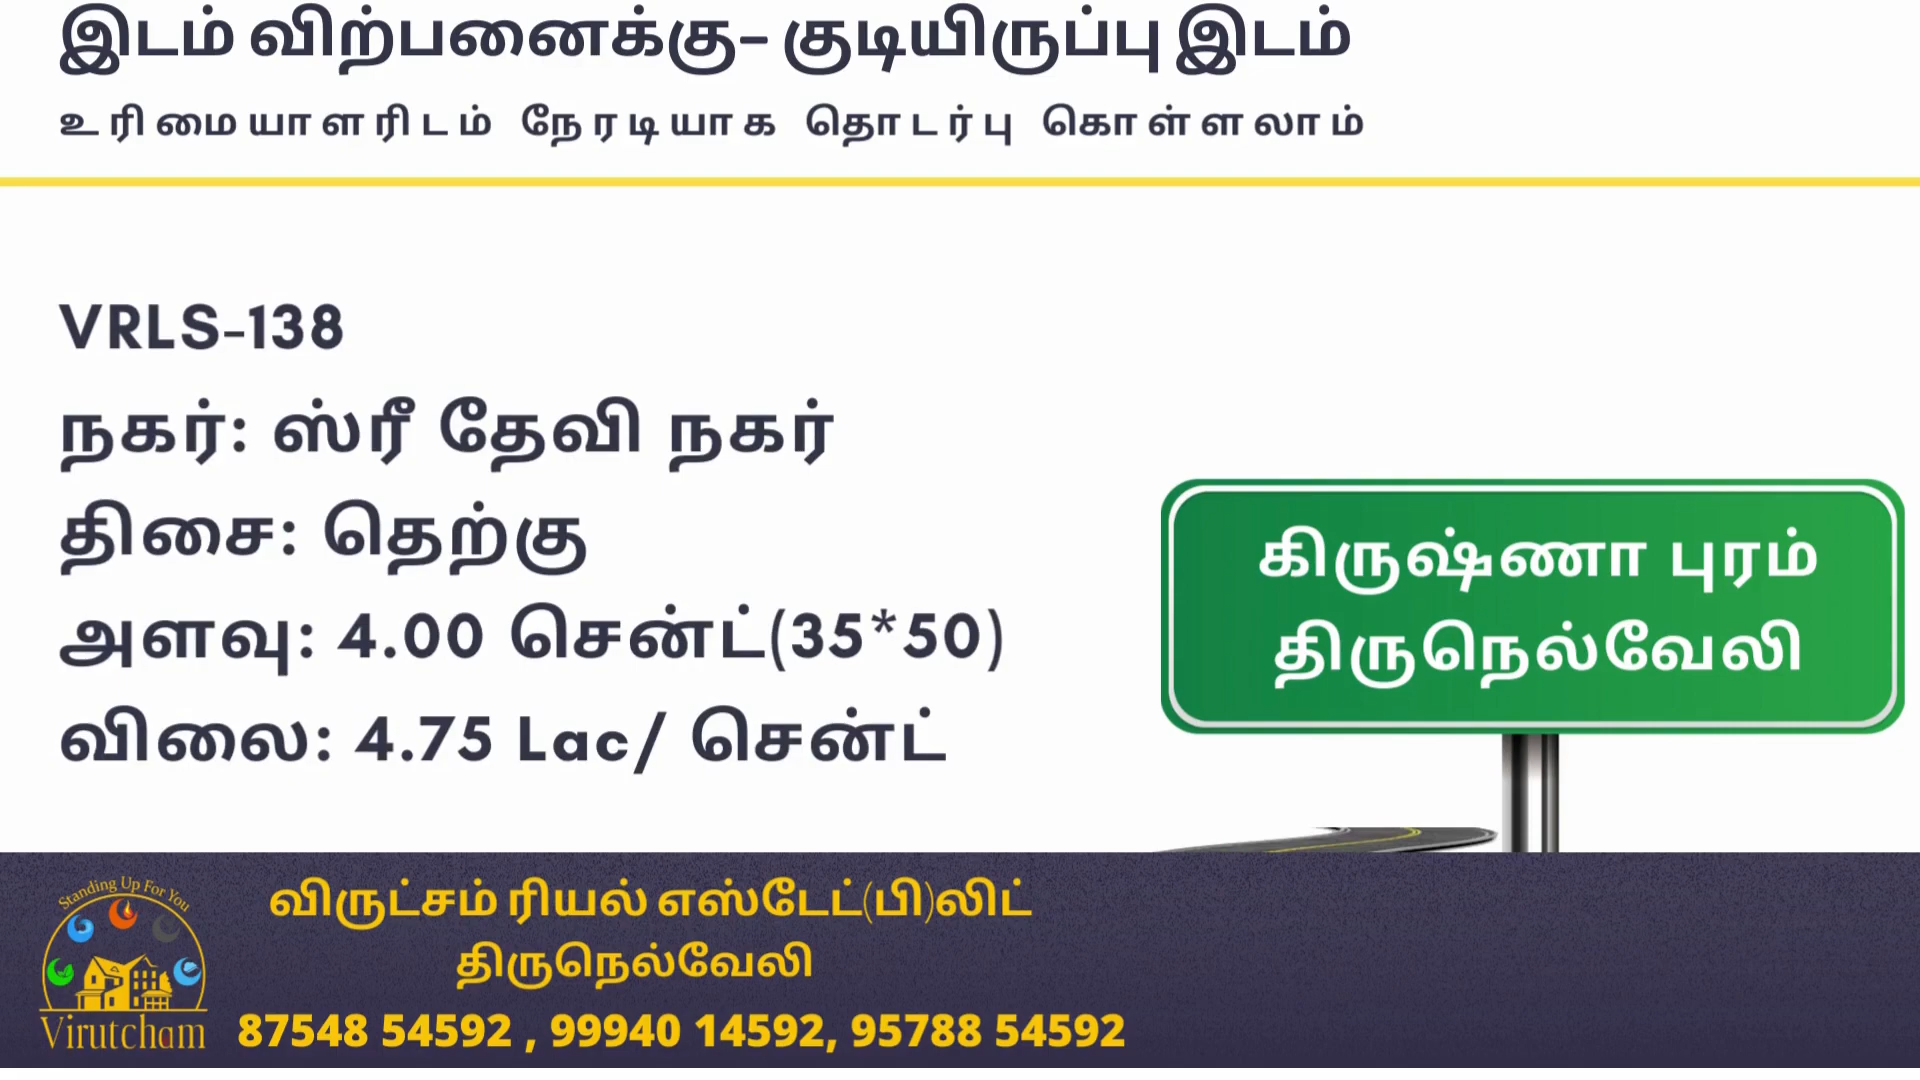 இடம் விற்பனைக்கு- குடியிருப்பு இடம்
உரிமையாளரிடம் நேரடியாக தொடர்பு கொள்ளலாம்
VRLS-138
நகர்: ஸ்ரீ தேவி நகர்
திசை: தெற்கு
அளவு: 4.00 சென்ட்(35*50)
விலை: 4.75 Lac/ சென்ட்
கிருஷ்ணா புரம்
திருநெல்வேலி
Standing Up For You
Virutcham
விருட்சம் ரியல் எஸ்டேட்(பி)லிட்
திருநெல்வேலி
87548 54592 , 99940 14592, 95788 54592